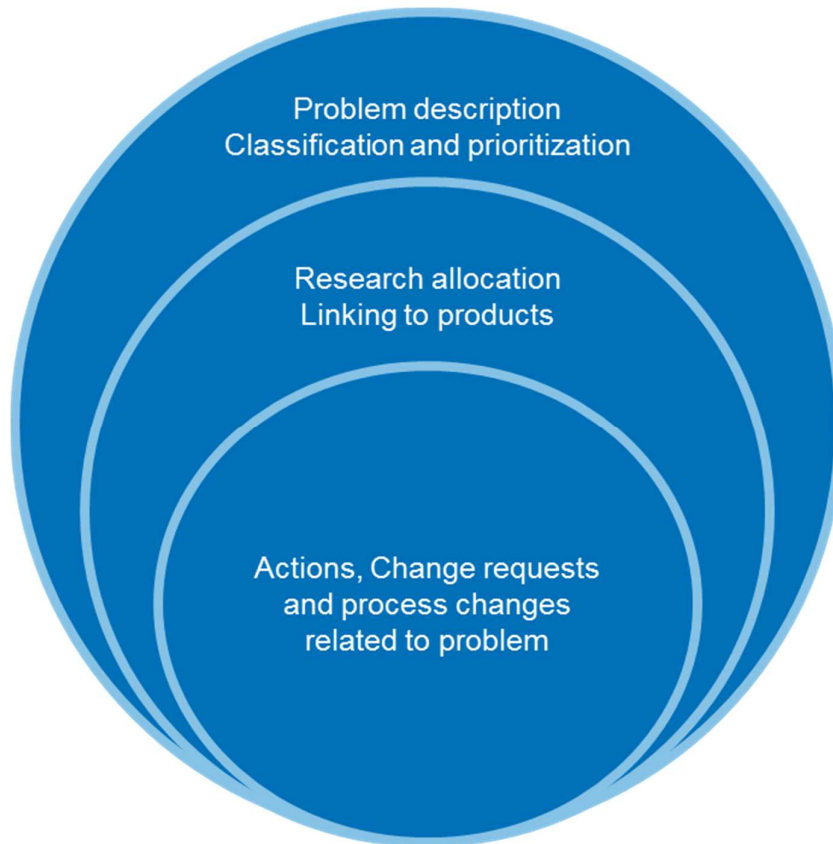 Problem description
Classification and prioritization
Research allocation
Linking to products
Actions, Change requests
and process changes
related to problem